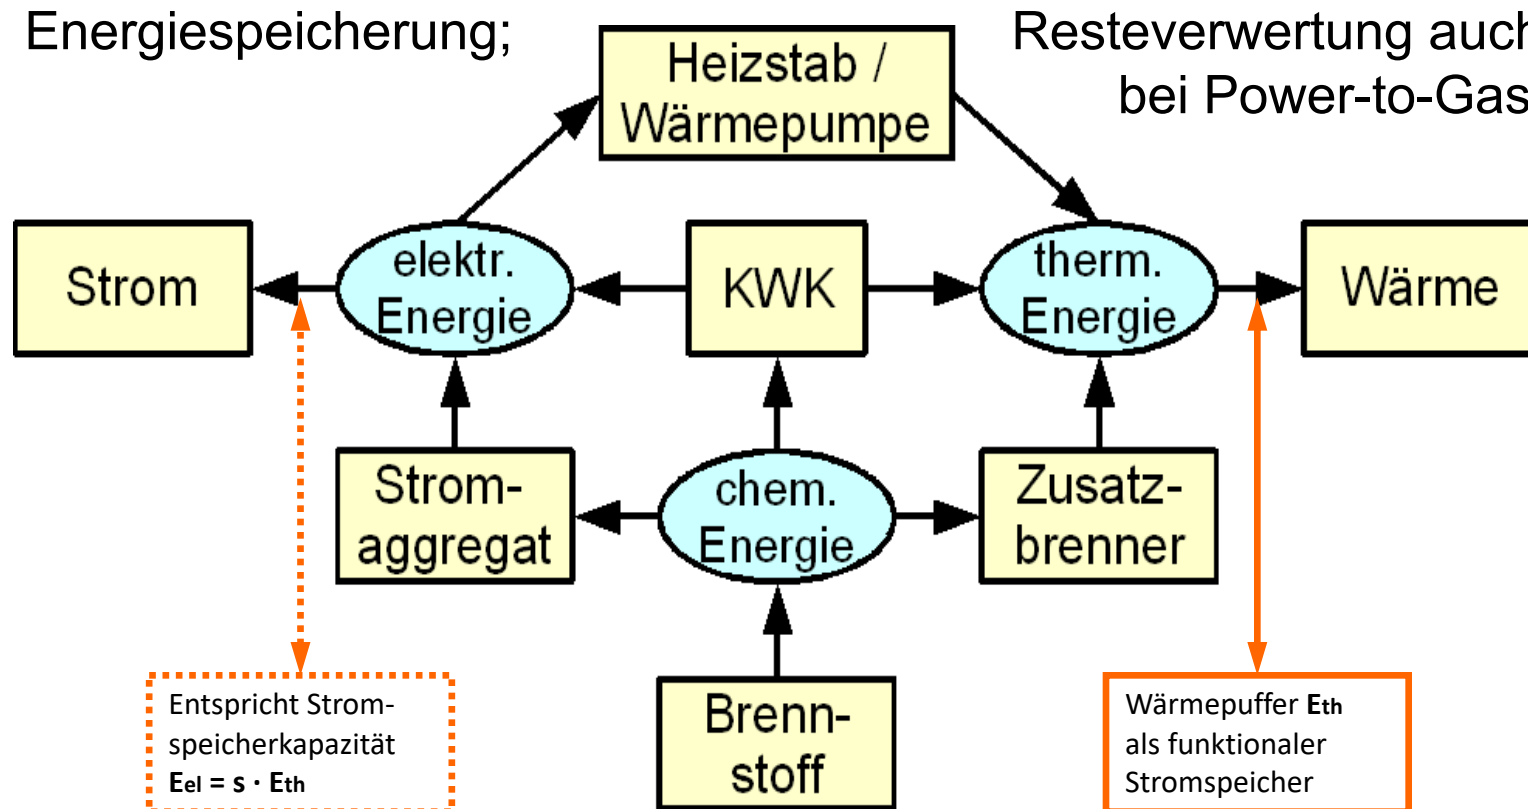 Energiespeicherung;
Resteverwertung auch
bei Power-to-Gas
Heizstab /
Wärmepumpe
Strom
elektr.
Energie
KWK
therm.
Energie
Wärme
Strom-
aggregat
chem.
Energie
Zusatz-
brenner
Entspricht Strom-
speicherkapazität
Eel = s · Eth
Brenn-
stoff
Wärmepuffer Eth
als funktionaler
Stromspeicher